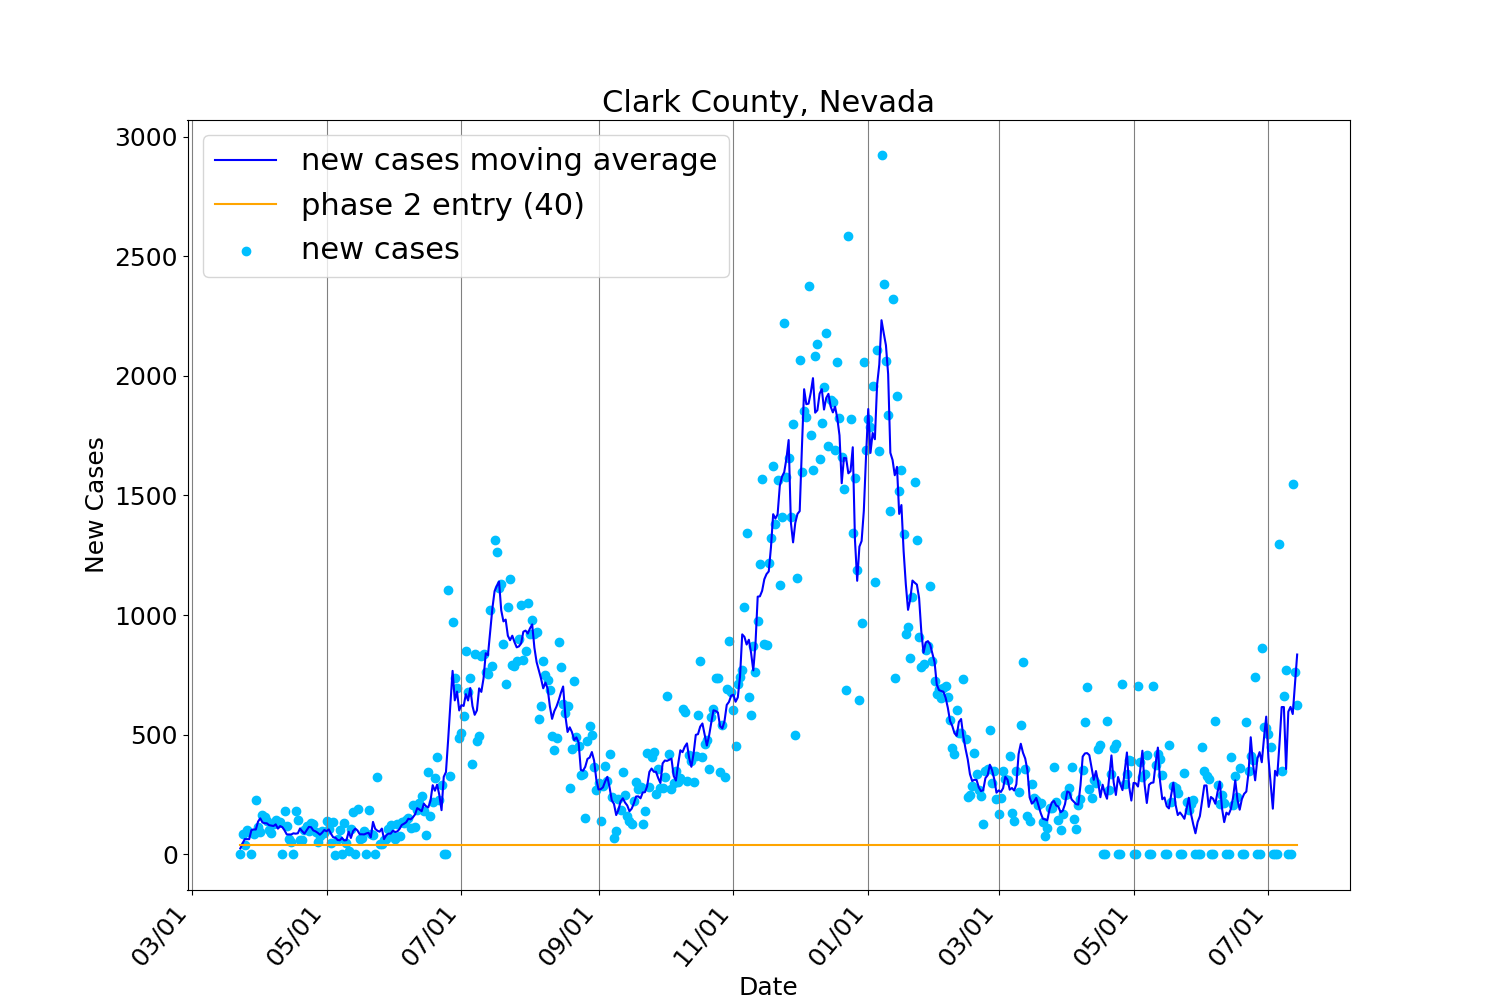 Clark County, Nevada
new cases moving average
phase 2 entry (40)
new cases
3000
2500
2000
1500
1000
500
0
New Cases
03/01 05/01 07/01 09/01 11/01 01/01 03/01 05/01 07/01
Date